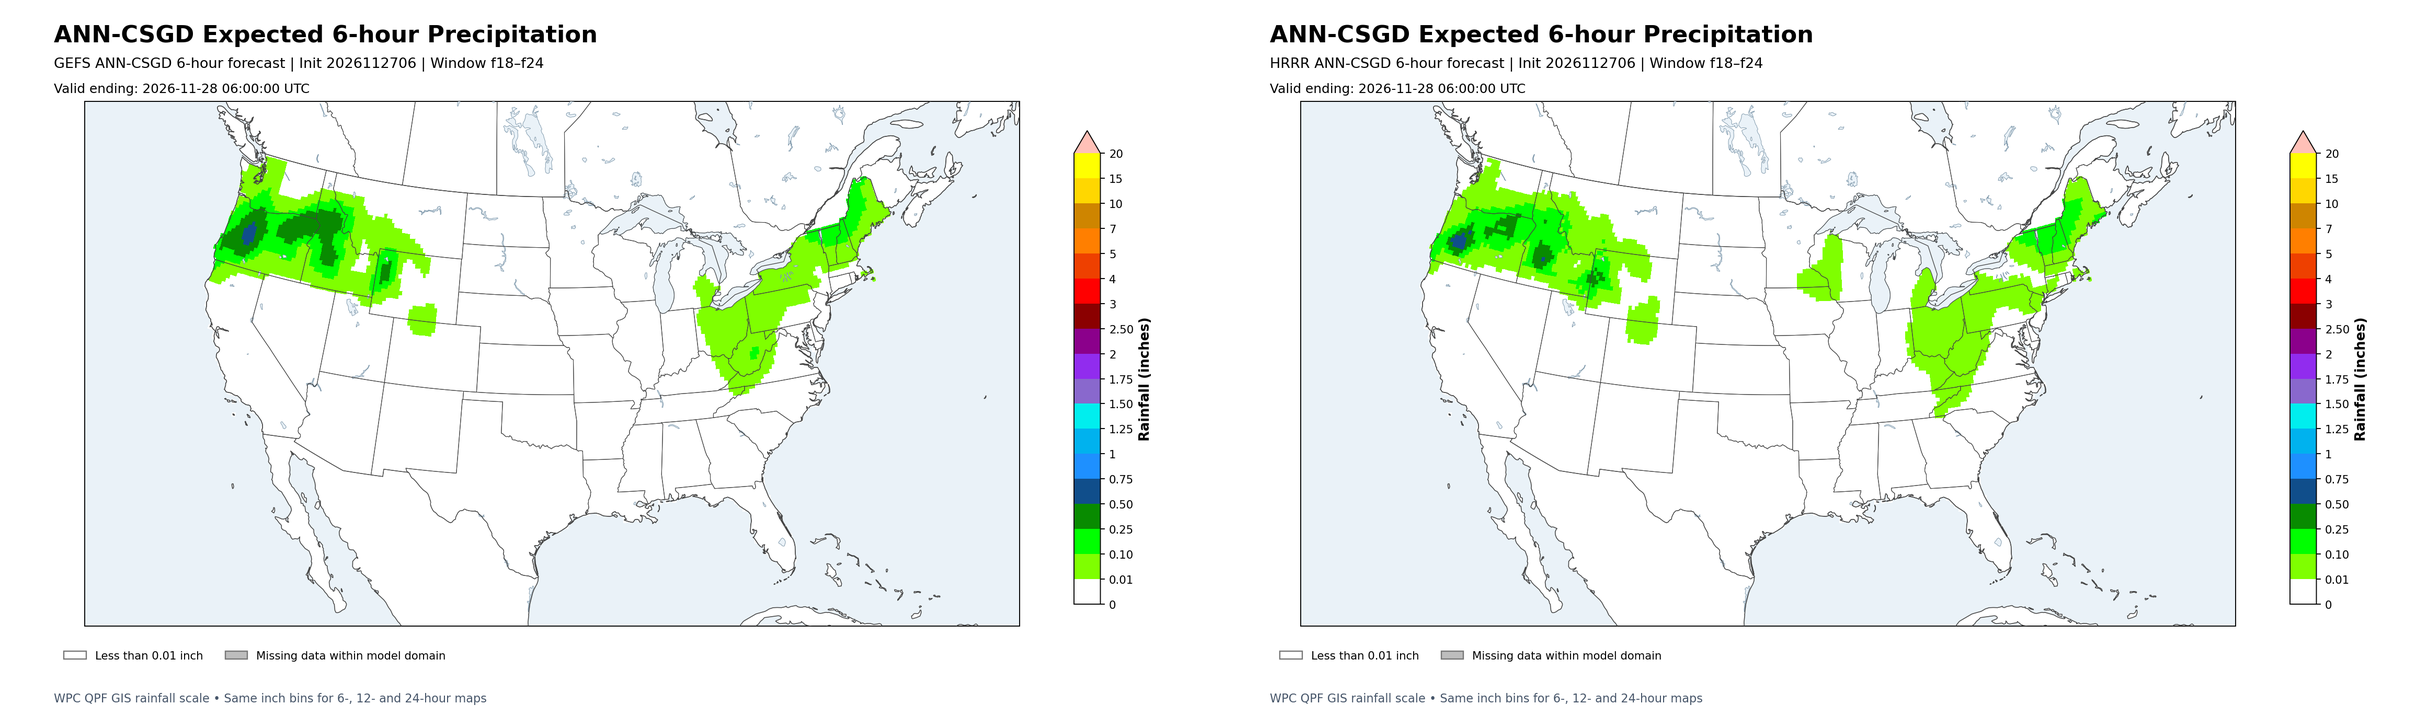 ANN-CSGD Expected 6-hour Precipitation
GEFS ANN-CSGD 6-hour forecast | Init 2026112706 | Window f18–f24
Valid ending: 2026-11-28 06:00:00 UTC
20
15
10
7
5
4
3
2.50
2
1.75
1.50
1.25
1
0.75
0.50
0.25
0.10
0.01
0
Rainfall (inches)
Less than 0.01 inch
Missing data within model domain
WPC QPF GIS rainfall scale • Same inch bins for 6-, 12- and 24-hour maps
ANN-CSGD Expected 6-hour Precipitation
HRRR ANN-CSGD 6-hour forecast | Init 2026112706 | Window f18–f24
Valid ending: 2026-11-28 06:00:00 UTC
20
15
10
7
5
4
3
2.50
2
1.75
1.50
1.25
1
0.75
0.50
0.25
0.10
0.01
0
Rainfall (inches)
Less than 0.01 inch
Missing data within model domain
WPC QPF GIS rainfall scale • Same inch bins for 6-, 12- and 24-hour maps